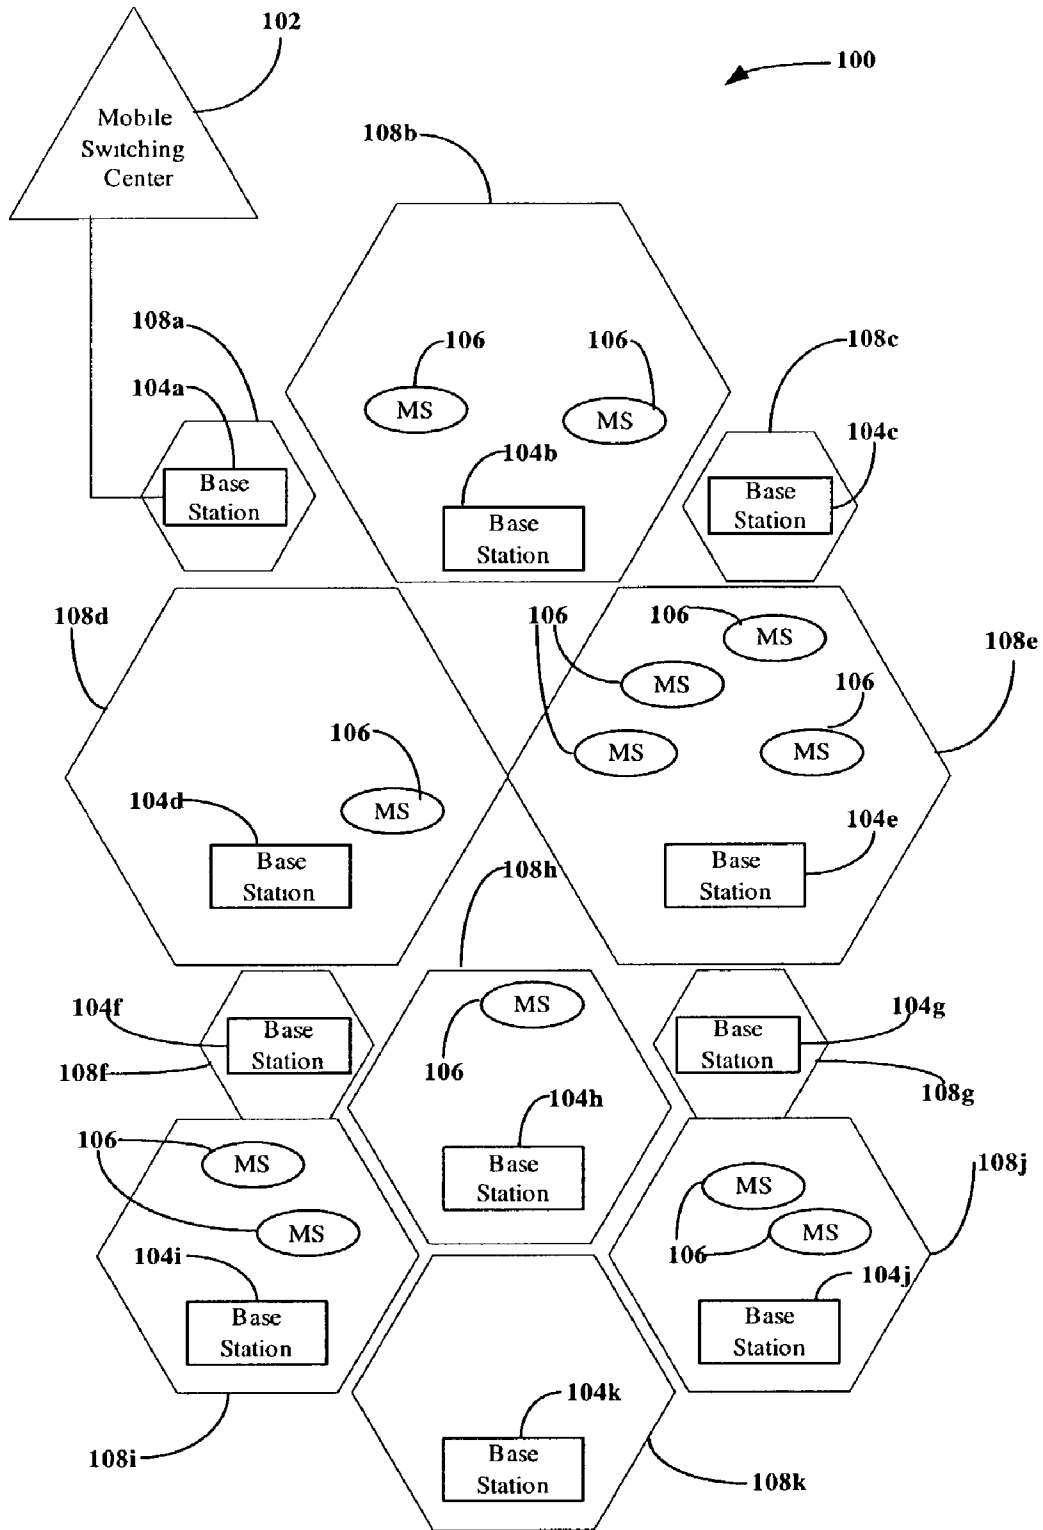 102
100
Mobile
Switching
Center
108b
108a
106
106
108c
104a
MS
MS
104b
104c
Base
Station
Base
Station
Base
Station
108d
106
106
MS
108e
MS
106
106
MS
MS
104d
MS
104e
Base
Station
Base
Station
108h
104f
MS
104g
Base
Station
Base
Station
108f
106
108g
104h
106
MS
Base
Station
108j
MS
MS
MS
104i
106
104j
Base
Station
Base
Station
104k
108i
Base
Station
108k